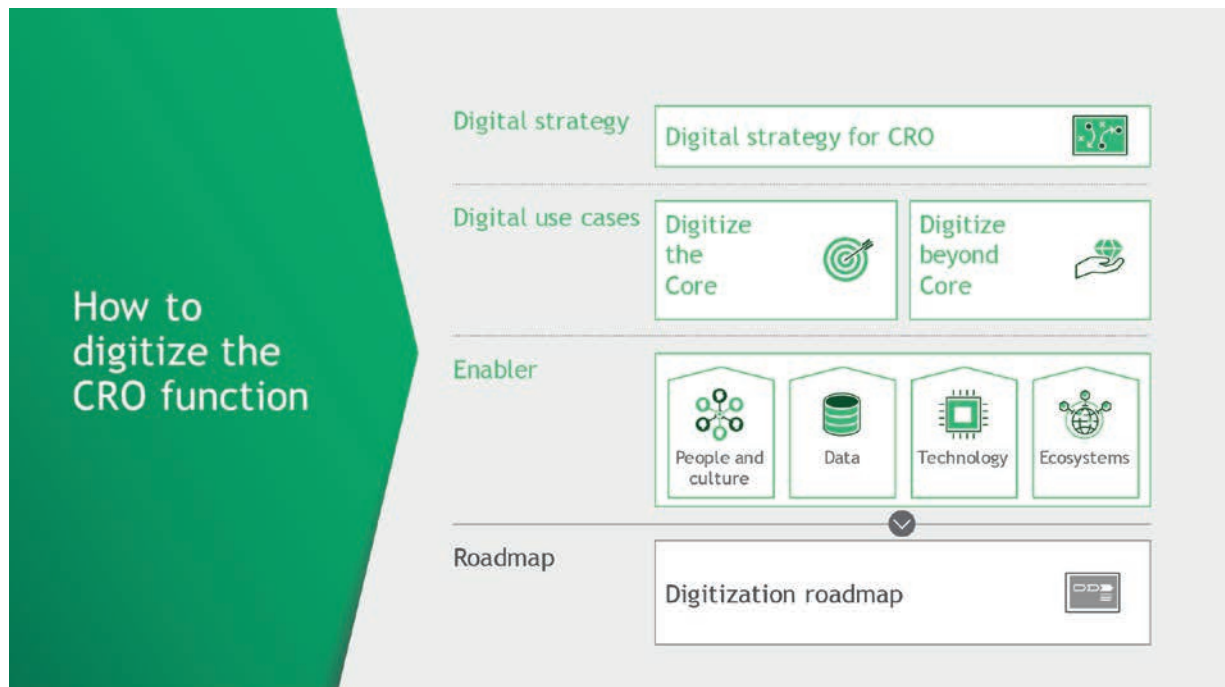 How to
digitize the
CRO function
Digital strategy
Digital strategy for CRO
Digital use cases
Digitize
the
Core
Digitize
beyond
Core
Enabler
People and
culture
Data
Technology
Ecosystems
Roadmap
Digitization roadmap